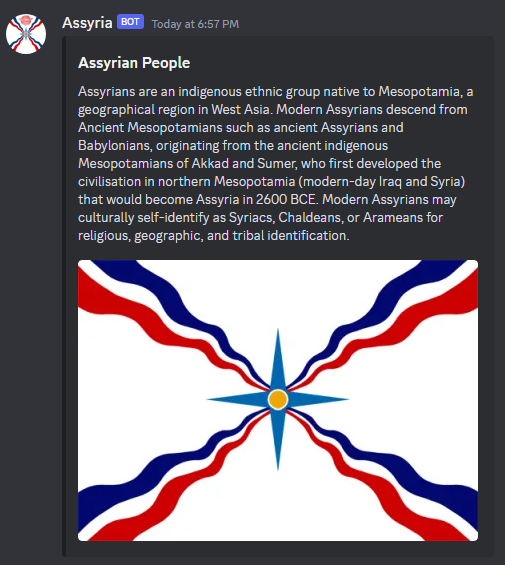 Assyria BOT Today at 6:57 PM
Assyrian People
Assyrians are an indigenous ethnic group native to Mesopotamia, a
geographical region in West Asia. Modern Assyrians descend from
Ancient Mesopotamians such as ancient Assyrians and
Babylonians, originating from the ancient indigenous
Mesopotamians of Akkad and Sumer, who first developed the
civilisation in northern Mesopotamia (modern-day Iraq and Syria)
that would become Assyria in 2600 BCE. Modern Assyrians may
culturally self-identify as Syriacs, Chaldeans, or Arameans for
religious, geographic, and tribal identification.